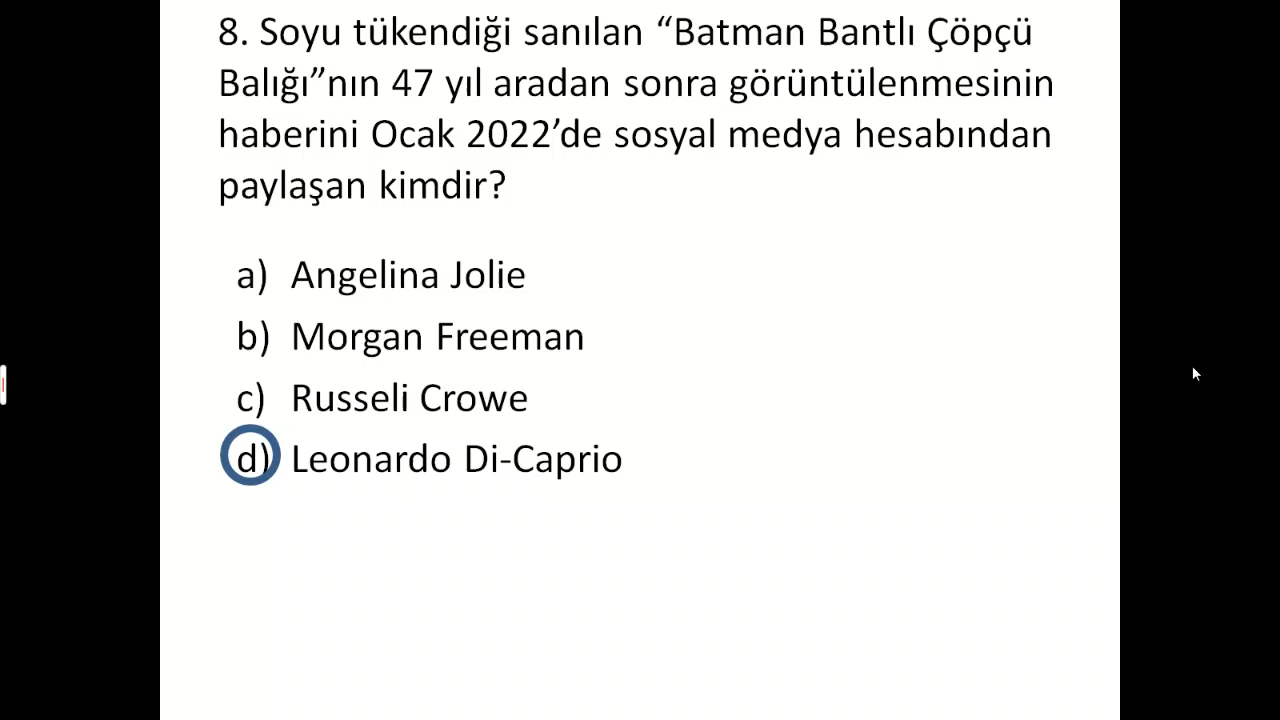 8. Soyu tükendiği sanılan “Batman Bantlı Çöpçü
Balığı”nın 47 yıl aradan sonra görüntülenmesinin
haberini Ocak 2022’de sosyal medya hesabından
paylaşan kimdir?
a) Angelina Jolie
b) Morgan Freeman
c) Russeli Crowe
d) Leonardo Di-Caprio